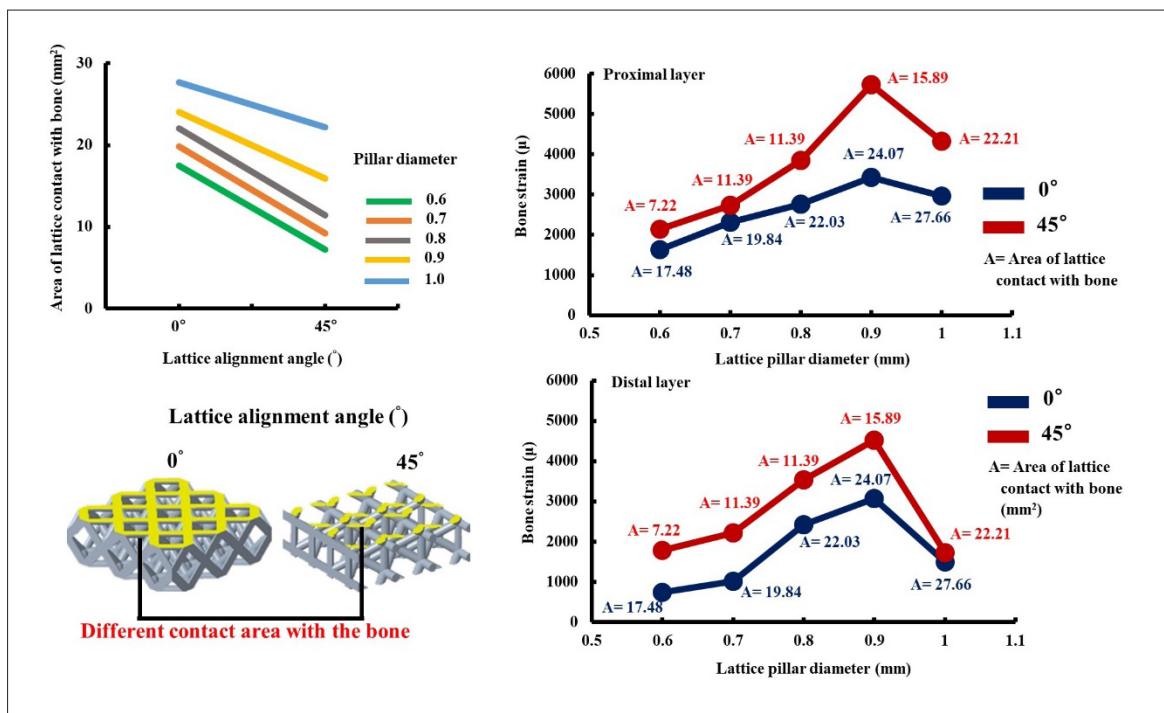 Area of lattice contact with bone (mm²)
30
20
10
0
0°
45°
Lattice alignment angle (°)
Pillar diameter
0.6
0.7
0.8
0.9
1.0
Lattice alignment angle (°)
0°
45°
Different contact area with the bone
Proximal layer
Bone strain (μ)
6000
5000
4000
3000
2000
1000
0
0.5
0.6
0.7
0.8
0.9
1
1.1
Lattice pillar diameter (mm)
A= 7.22
A= 11.39
A= 11.39
A= 15.89
A= 22.21
A= 17.48
A= 19.84
A= 22.03
A= 24.07
A= 27.66
0°
45°
A= Area of lattice
contact with bone
Distal layer
Bone strain (μ)
6000
5000
4000
3000
2000
1000
0
0.5
0.6
0.7
0.8
0.9
1
1.1
Lattice pillar diameter (mm)
A= 7.22
A= 11.39
A= 11.39
A= 15.89
A= 22.21
A= 17.48
A= 19.84
A= 22.03
A= 24.07
A= 27.66
0°
45°
A= Area of lattice
contact with bone
(mm²)